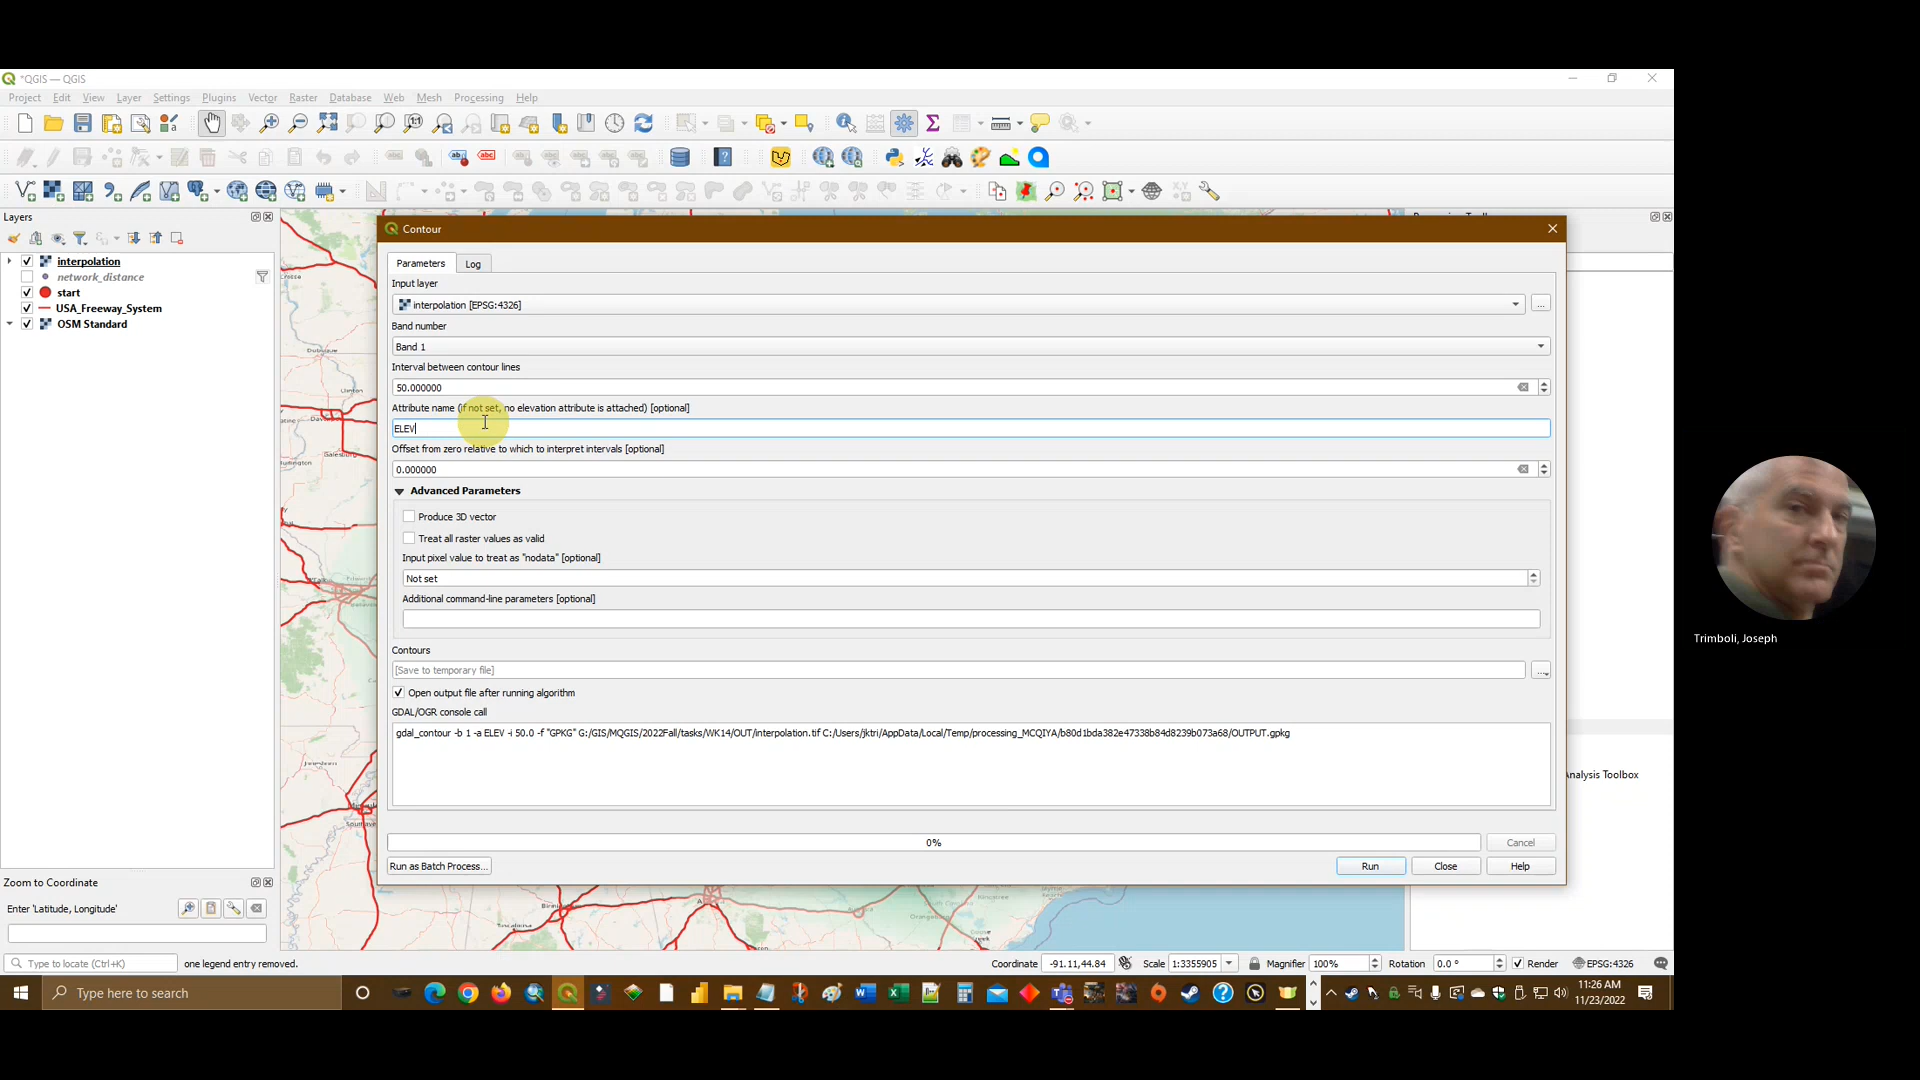 *QGIS — QGIS
Project Edit View Layer Settings Plugins Vector Raster Database Web Mesh Processing Help
Layers
interpolation
network_distance
start
USA_Freeway_System
OSM Standard
Contour
Parameters
Log
Input layer
interpolation [EPSG:4326]
Band number
Band 1
Interval between contour lines
50.000000
Attribute name (if not set, no elevation attribute is attached) [optional]
ELEV
Offset from zero relative to which to interpret intervals [optional]
0.000000
Advanced Parameters
Produce 3D vector
Treat all raster values as valid
Input pixel value to treat as "nodata" [optional]
Not set
Additional command-line parameters [optional]
Contours
[Save to temporary file]
Open output file after running algorithm
GDAL/OGR console call
gdal_contour -b 1 -a ELEV -i 50.0 -f "GPKG" G:/GIS/MQGIS/2022Fall/tasks/WK14/OUT/interpolation.tif C:/Users/jktri/AppData/Local/Temp/processing_MCQIYA/b80d1bda382e47338b84d8239b073a68/OUTPUT.gpkg
0%
Cancel
Run as Batch Process...
Run
Close
Help
Analysis Toolbox
Trimboli, Joseph
Zoom to Coordinate
Enter 'Latitude, Longitude'
Type to locate (Ctrl+K)
one legend entry removed.
Coordinate -91.11,44.84
Scale 1:3355905
Magnifier 100%
Rotation 0.0 °
Render
EPSG:4326
Type here to search
11:26 AM
11/23/2022